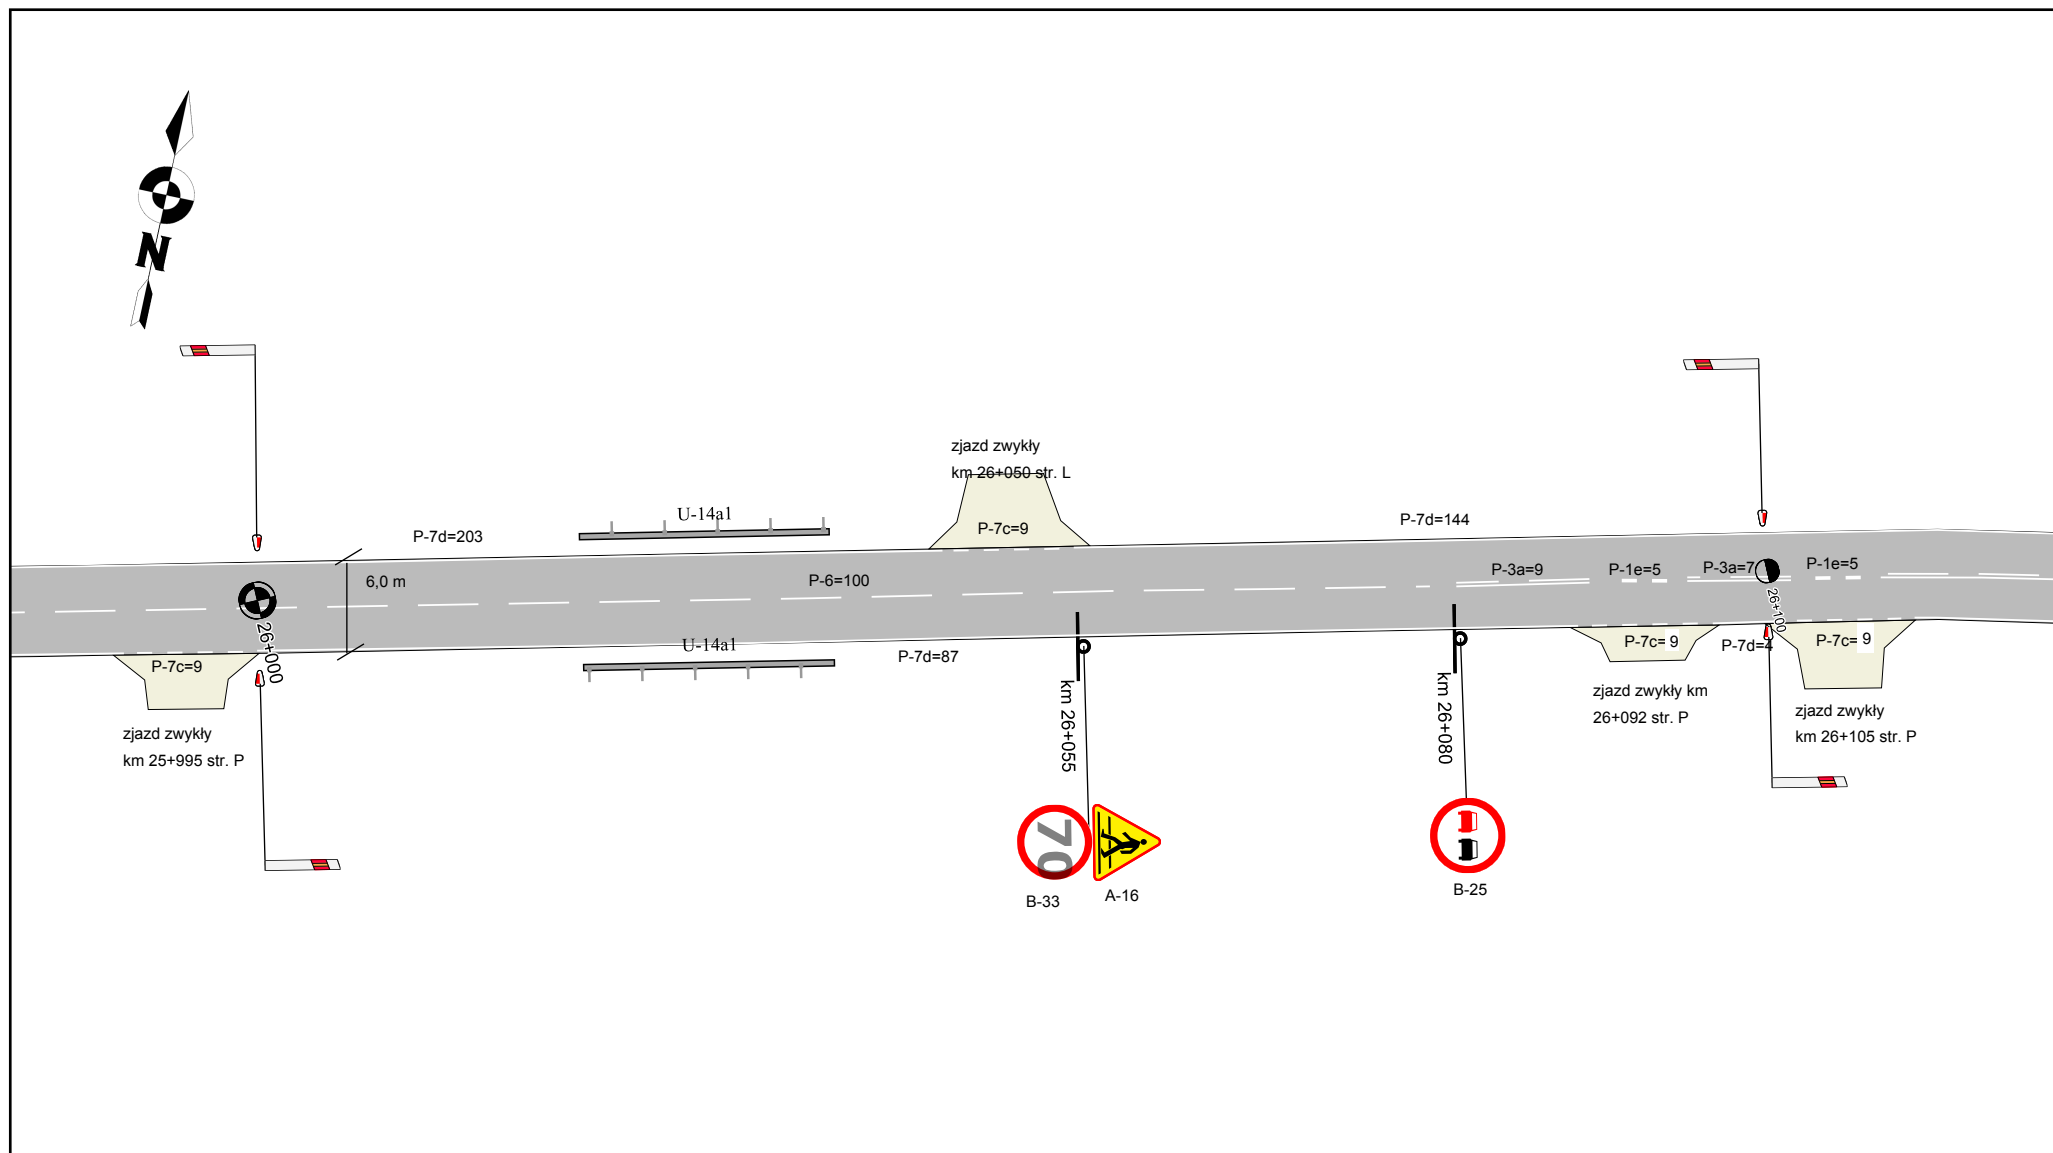 N
zjazd zwykły
km 26+050 str. L
U-14a1
P-7d=203
P-7c=9
P-7d=144
6,0 m
P-6=100
P-3a=9
P-1e=5
P-3a=7
P-1e=5
26+000
26+100
U-14a1
P-7d=87
P-7c=9
P-7c= 9
P-7d=4
P-7c= 9
zjazd zwykły
km 25+995 str. P
km 26+055
km 26+080
zjazd zwykły km
26+092 str. P
zjazd zwykły
km 26+105 str. P
70
B-33
A-16
B-25